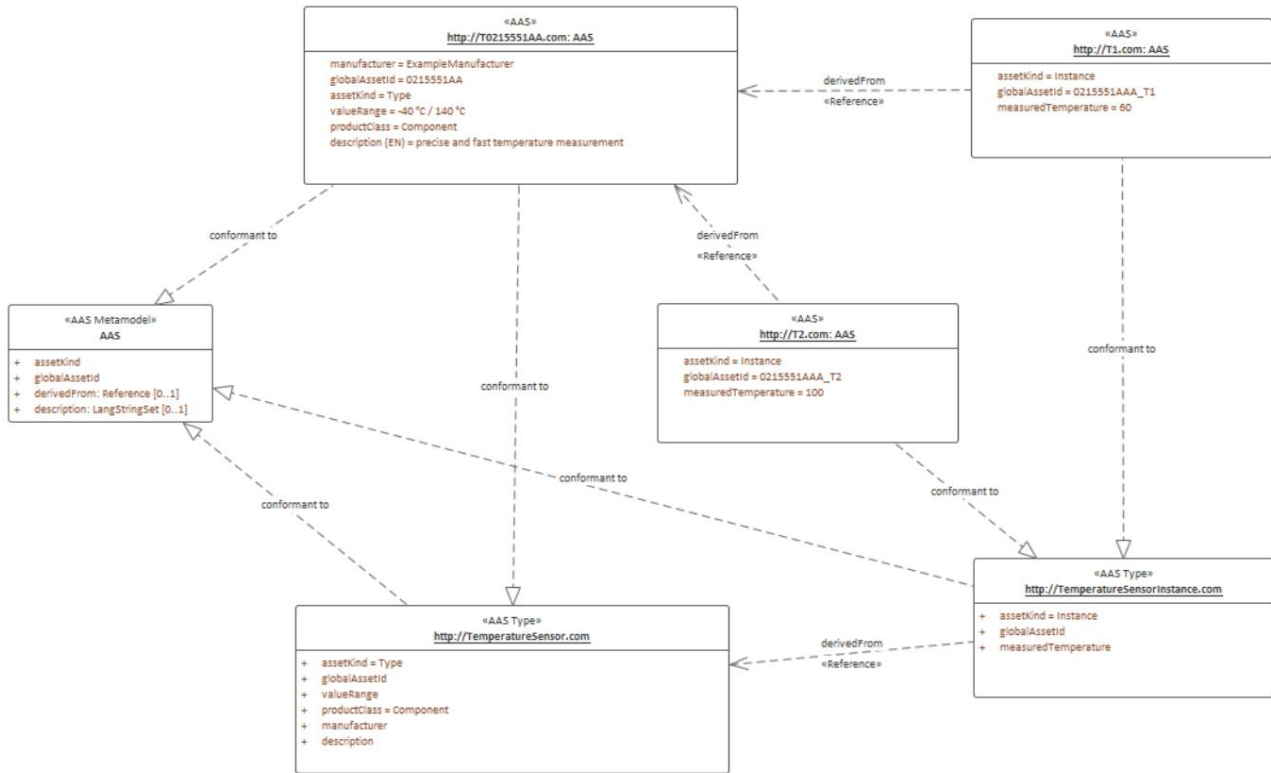 «AAS»
http://T0215551AA.com: AAS
manufacturer = ExampleManufacturer
globalAssetId = 0215551AA
assetKind = Type
valueRange = -40 °C / 140 °C
productClass = Component
description (EN) = precise and fast temperature measurement
«AAS»
http://T1.com: AAS
assetKind = Instance
globalAssetId = 0215551AAA_T1
measuredTemperature = 60
derivedFrom
«Reference»
conformant to
derivedFrom
«Reference»
«AAS Metamodel»
AAS
+ assetKind
+ globalAssetId
+ derivedFrom: Reference [0..1]
+ description: LangStringSet [0..1]
«AAS»
http://T2.com: AAS
assetKind = Instance
globalAssetId = 0215551AAA_T2
measuredTemperature = 100
conformant to
conformant to
conformant to
conformant to
conformant to
«AAS Type»
http://TemperatureSensorInstance.com
+ assetKind = Instance
+ globalAssetId
+ measuredTemperature
«AAS Type»
http://TemperatureSensor.com
+ assetKind = Type
+ globalAssetId
+ valueRange
+ productClass = Component
+ manufacturer
+ description
derivedFrom
«Reference»